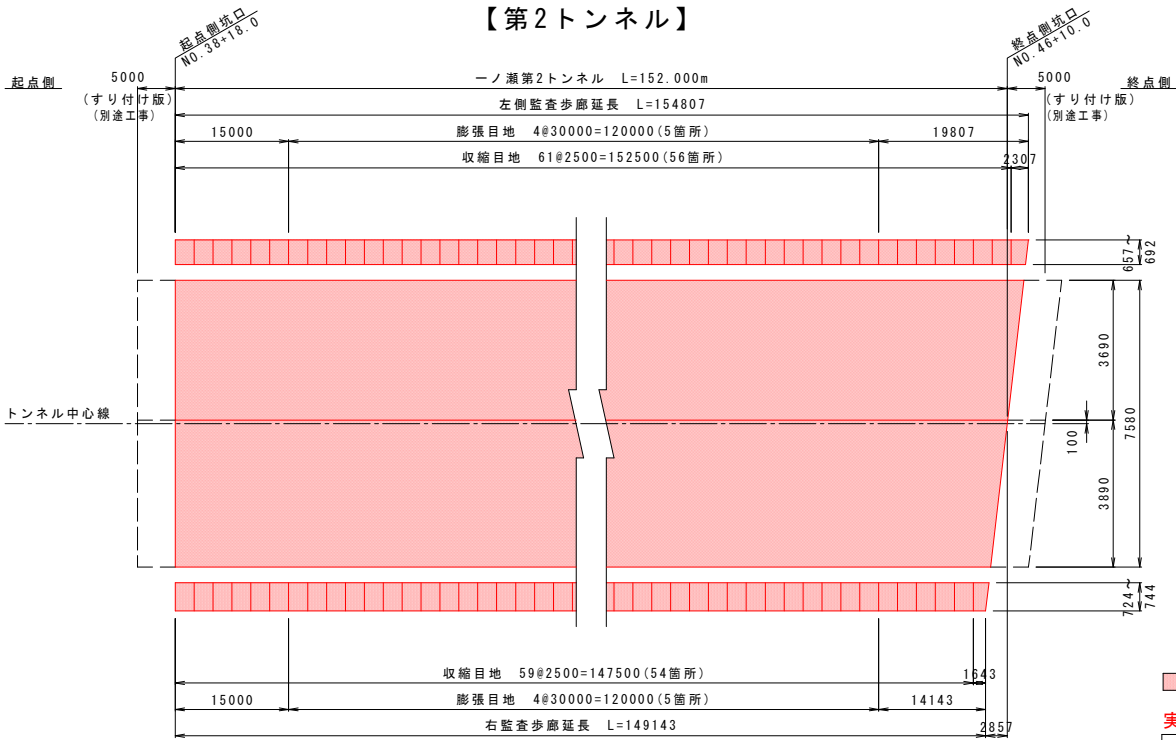 【第2トンネル】
起点側坑口
NO.38+18.0
終点側坑口
NO.46+10.0
起点側
5000
(すり付け版)
(別途工事)
一ノ瀬第2トンネル L=152.000m
5000
(すり付け版)
(別途工事)
終点側
左側監査歩廊延長 L=154807
15000
膨張目地 4@30000=120000(5箇所)
19807
収縮目地 61@2500=152500(56箇所)
2307
657~
692
3690
7580
トンネル中心線
100
3890
724~
744
収縮目地 59@2500=147500(54箇所)
1643
15000
膨張目地 4@30000=120000(5箇所)
14143
右監査歩廊延長 L=149143
2857
実